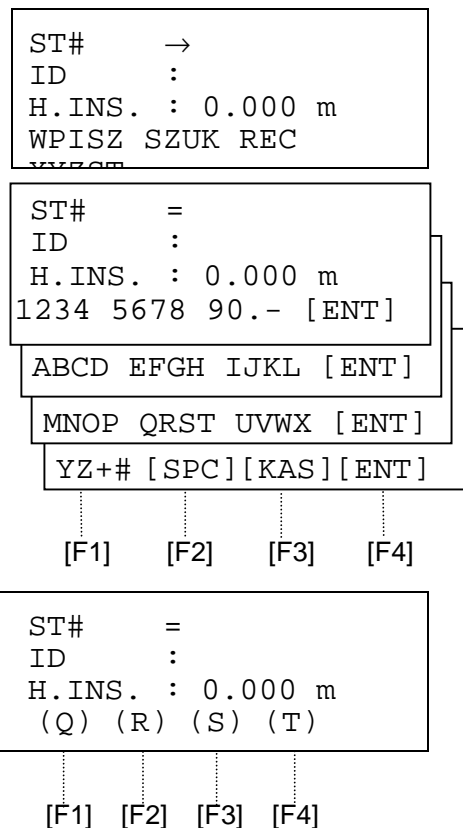 ST# →
ID :
H.INS. : 0.000 m
WPISZ SZUK REC
ST# =
ID :
H.INS. : 0.000 m
1234 5678 90.- [ENT]
ABCD EFGH IJKL [ENT]
MNOP QRST UVWX [ENT]
YZ+# [SPC][KAS][ENT]
[F1] [F2] [F3] [F4]
ST# =
ID :
H.INS. : 0.000 m
(Q) (R) (S) (T)
[F1] [F2] [F3] [F4]